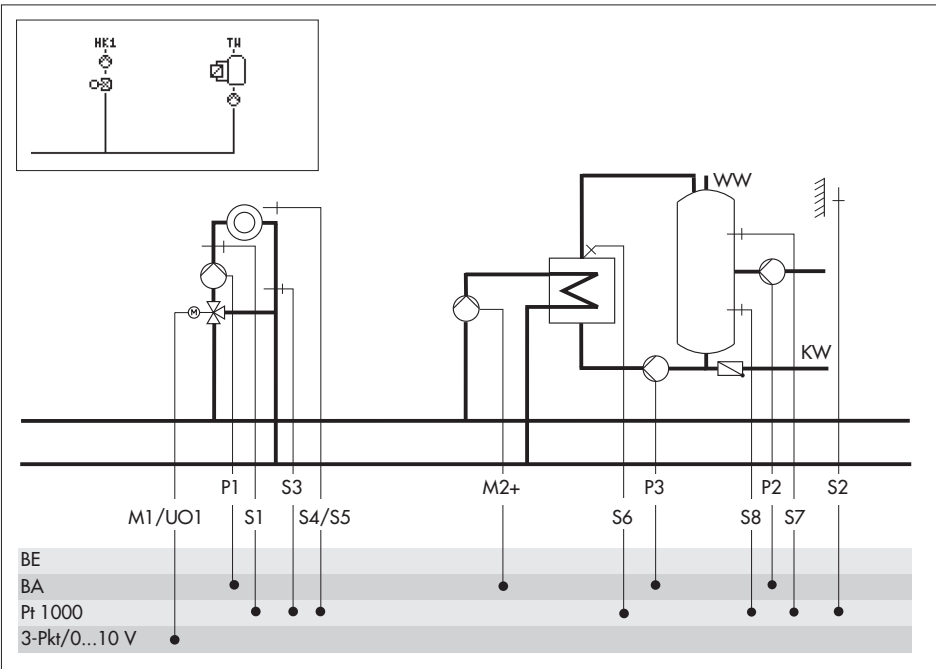 HK1 TW
WW
M
KW
P1 S3 M2+ P3 P2 S2
M1/UO1 S1 S4/S5 S6 S8 S7
BE
BA
Pt 1000
3-Pkt/0...10 V